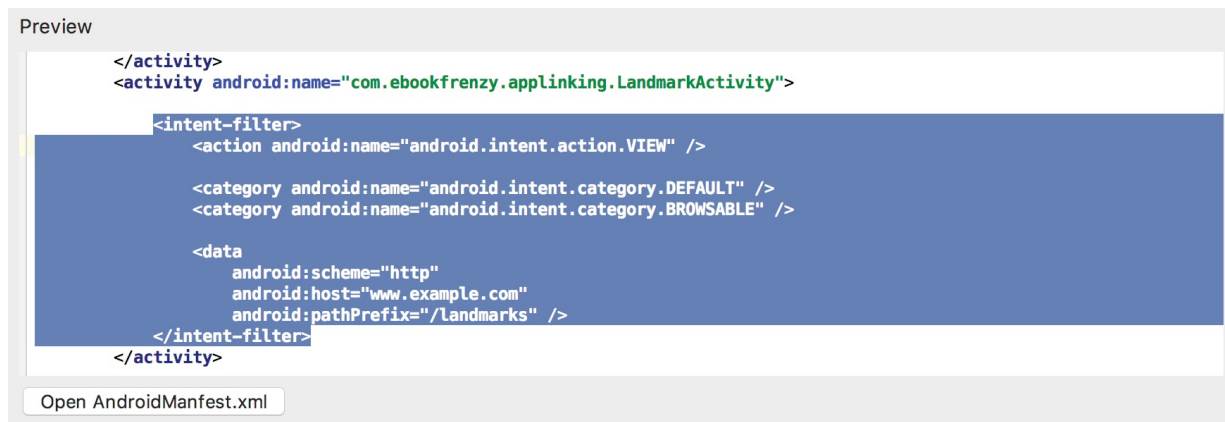 Preview
</activity>
<activity android:name="com.ebookfrenzy.applinking.LandmarkActivity">
<intent-filter>
<action android:name="android.intent.action.VIEW" />
<category android:name="android.intent.category.DEFAULT" />
<category android:name="android.intent.category.BROWSABLE" />
<data
android:scheme="http"
android:host="www.example.com"
android:pathPrefix="/landmarks" />
</intent-filter>
</activity>
Open AndroidManfest.xml